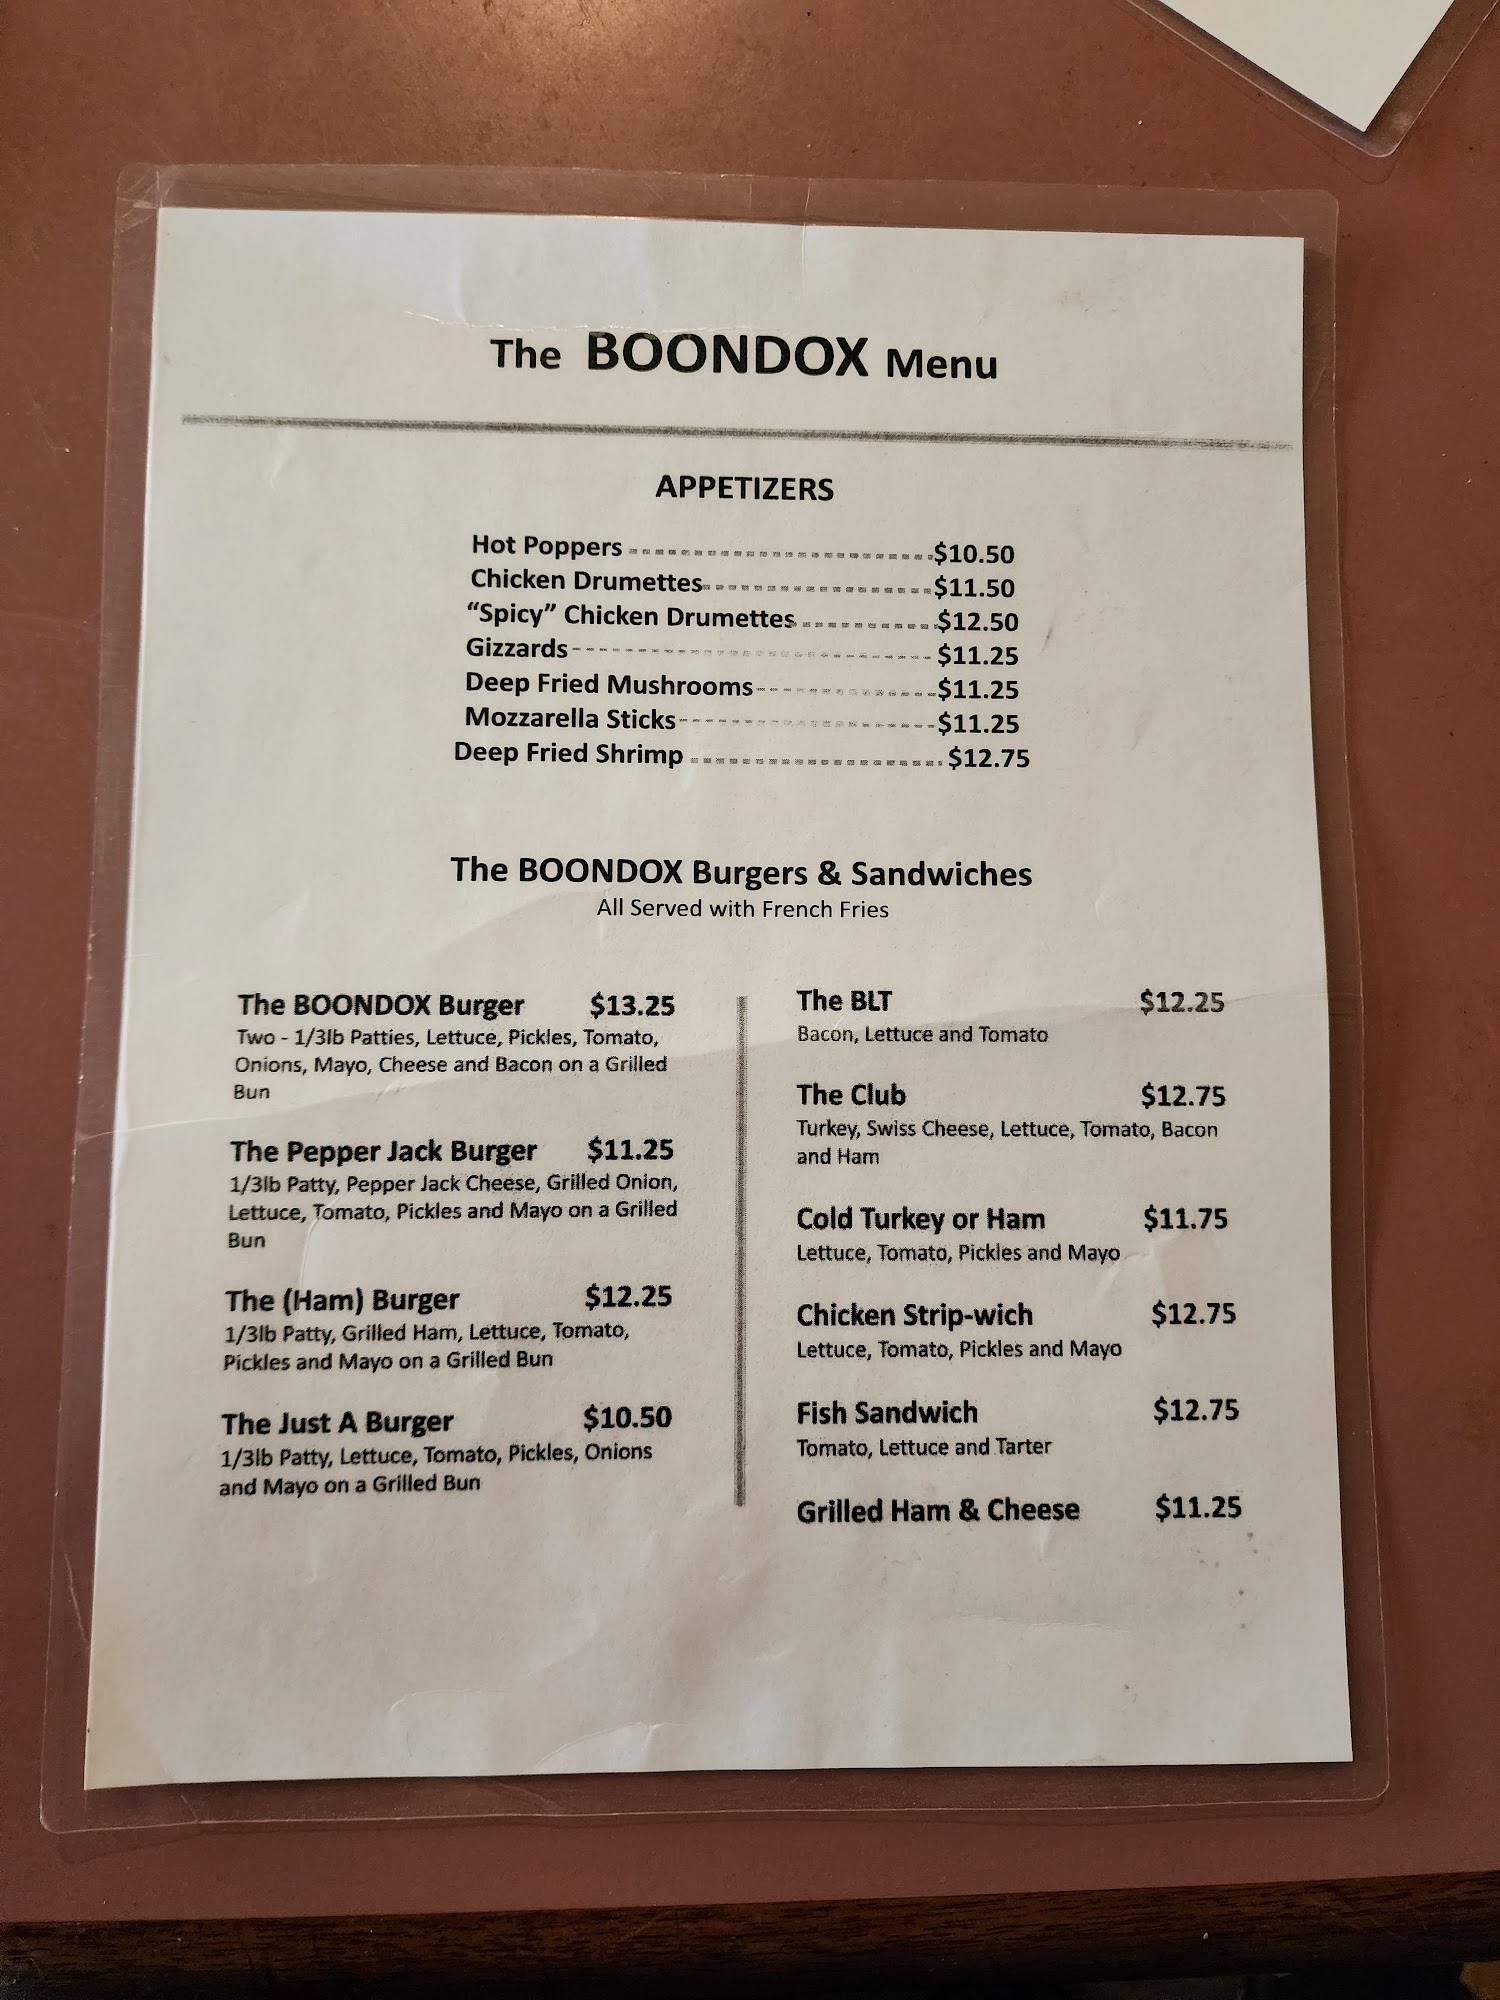 The BOONDOX Menu
APPETIZERS
Hot Poppers $10.50
Chicken Drumettes $11.50
“Spicy” Chicken Drumettes $12.50
Gizzards $11.25
Deep Fried Mushrooms $11.25
Mozzarella Sticks $11.25
Deep Fried Shrimp $12.75
The BOONDOX Burgers & Sandwiches
All Served with French Fries
The BOONDOX Burger $13.25
Two - 1/3lb Patties, Lettuce, Pickles, Tomato,
Onions, Mayo, Cheese and Bacon on a Grilled
Bun
The Pepper Jack Burger $11.25
1/3lb Patty, Pepper Jack Cheese, Grilled Onion,
Lettuce, Tomato, Pickles and Mayo on a Grilled
Bun
The (Ham) Burger $12.25
1/3lb Patty, Grilled Ham, Lettuce, Tomato,
Pickles and Mayo on a Grilled Bun
The Just A Burger $10.50
1/3lb Patty, Lettuce, Tomato, Pickles, Onions
and Mayo on a Grilled Bun
The BLT $12.25
Bacon, Lettuce and Tomato
The Club $12.75
Turkey, Swiss Cheese, Lettuce, Tomato, Bacon
and Ham
Cold Turkey or Ham $11.75
Lettuce, Tomato, Pickles and Mayo
Chicken Strip-wich $12.75
Lettuce, Tomato, Pickles and Mayo
Fish Sandwich $12.75
Tomato, Lettuce and Tarter
Grilled Ham & Cheese $11.25